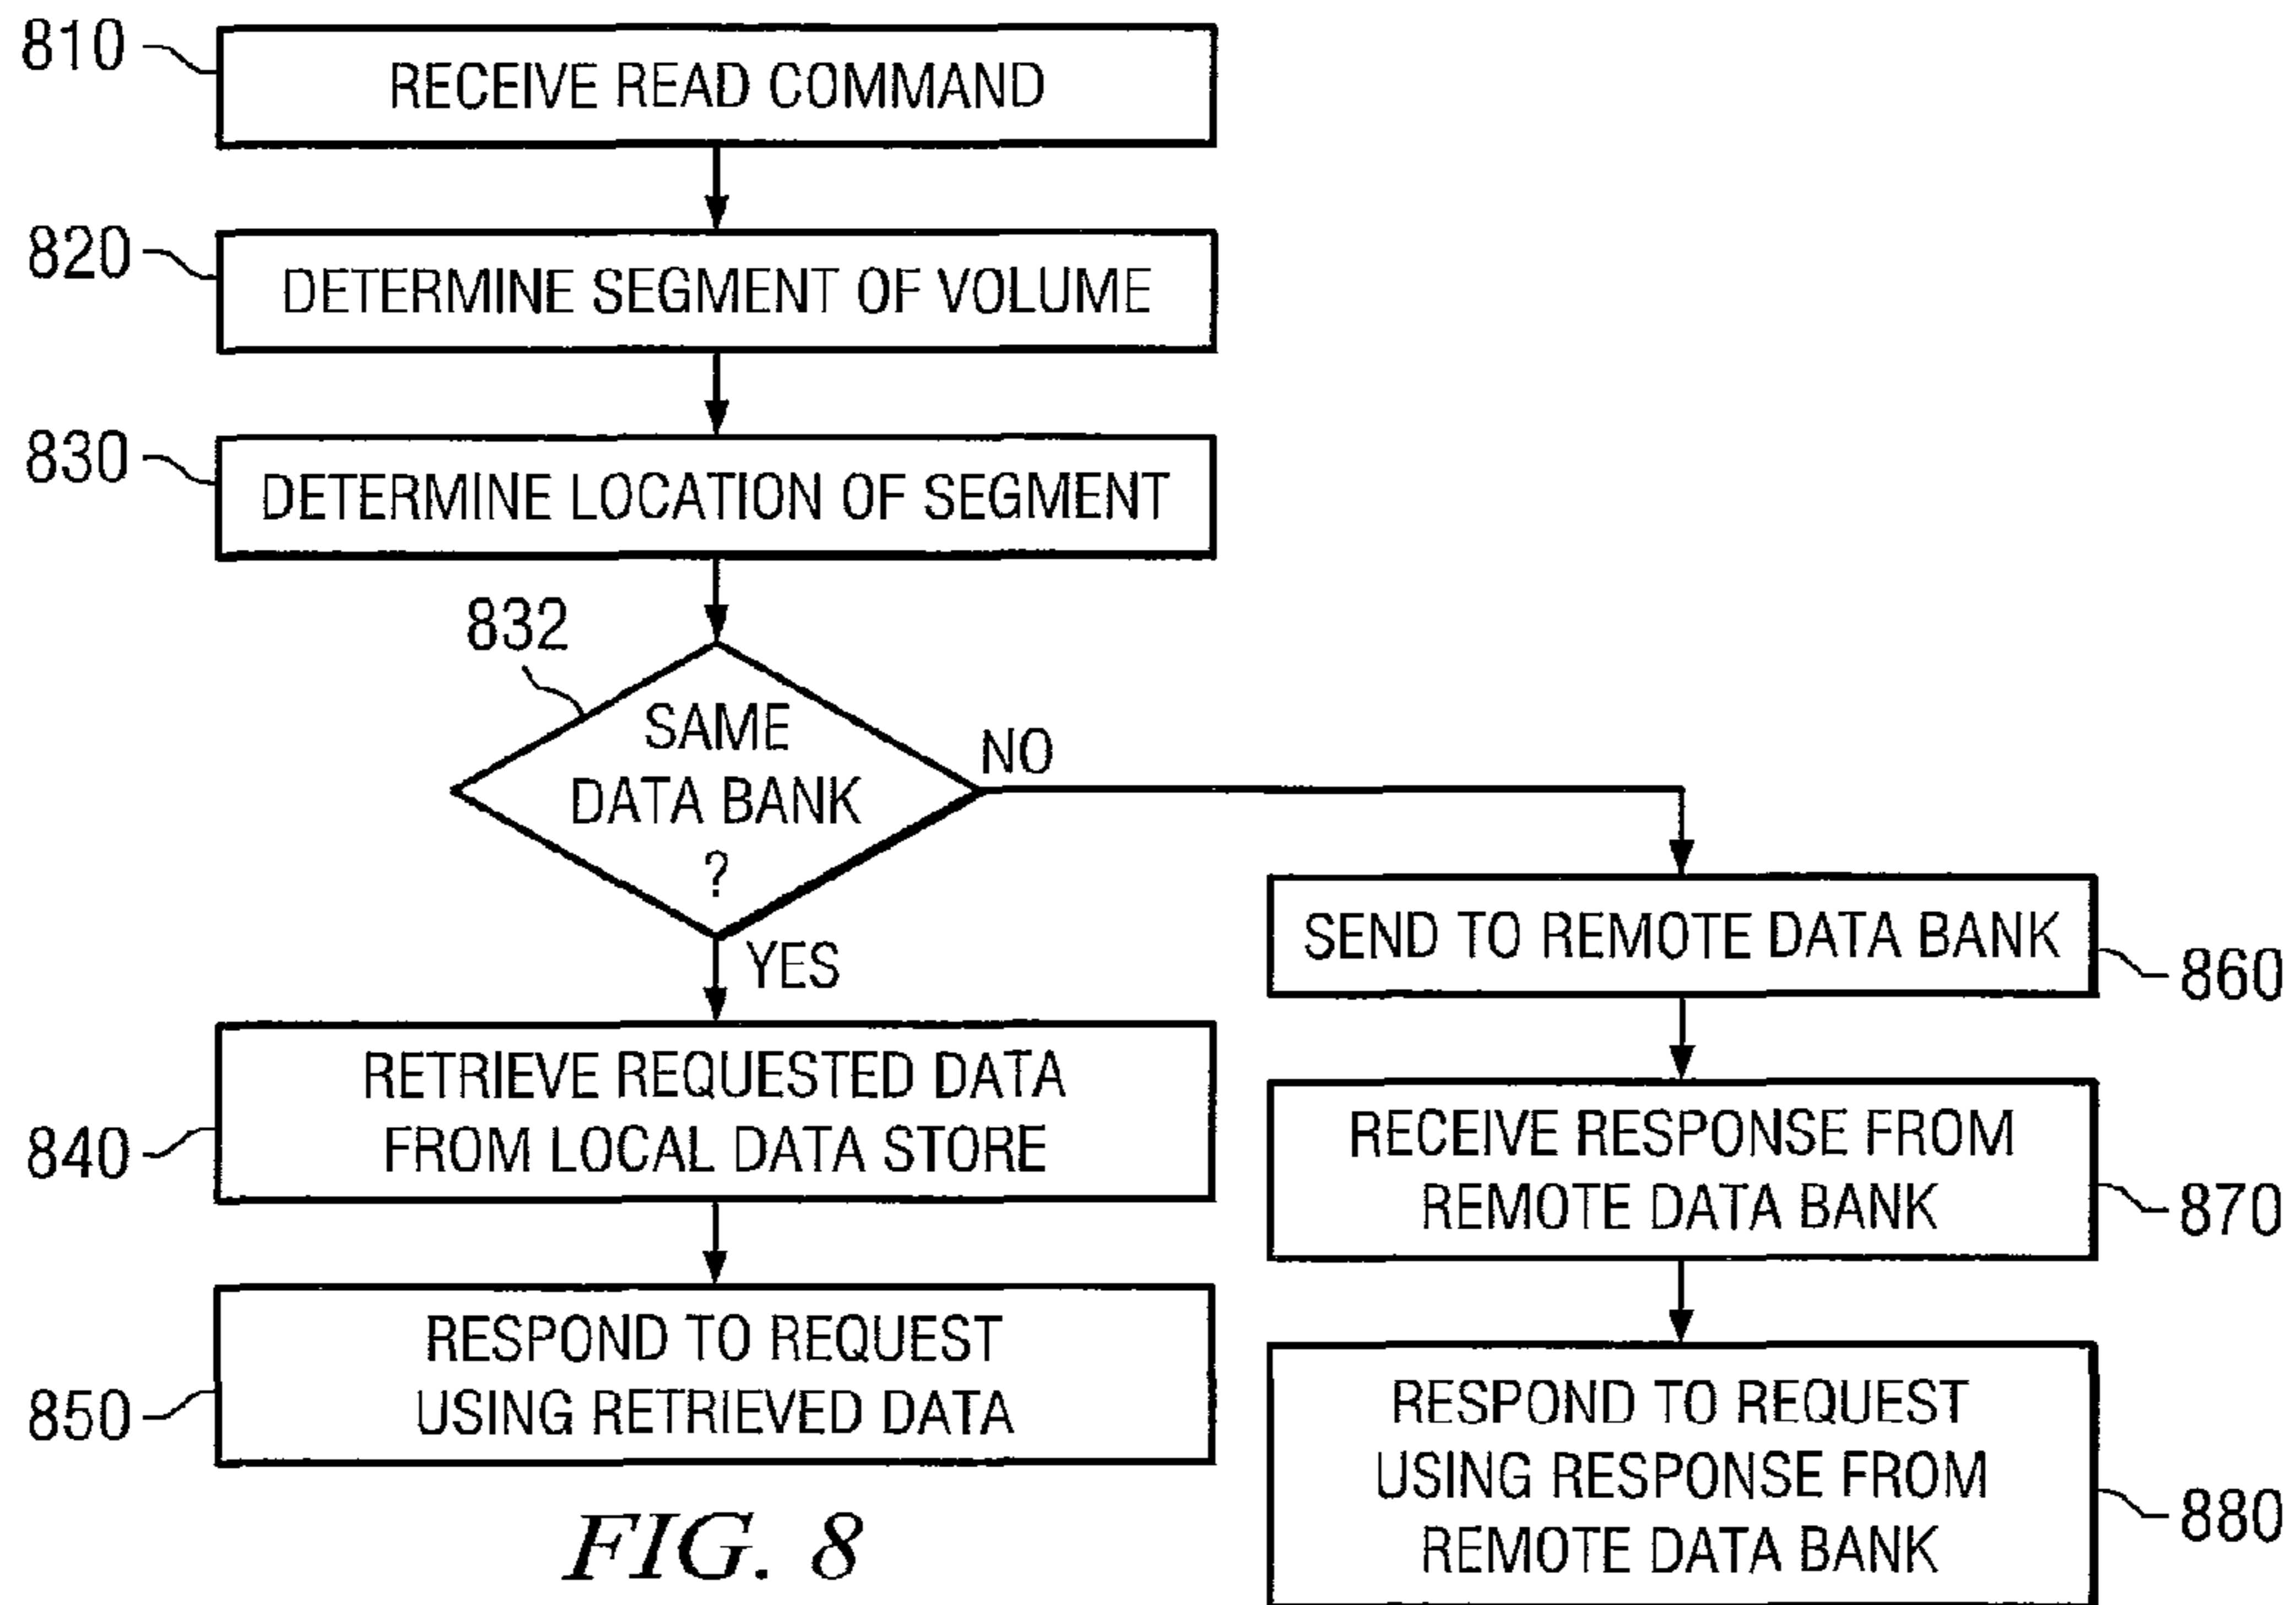 810
RECEIVE READ COMMAND
820
DETERMINE SEGMENT OF VOLUME
830
DETERMINE LOCATION OF SEGMENT
832
SAME
DATA BANK
?
NO
YES
840
RETRIEVE REQUESTED DATA
FROM LOCAL DATA STORE
850
RESPOND TO REQUEST
USING RETRIEVED DATA
SEND TO REMOTE DATA BANK
860
RECEIVE RESPONSE FROM
REMOTE DATA BANK
870
RESPOND TO REQUEST
USING RESPONSE FROM
REMOTE DATA BANK
880
FIG. 8